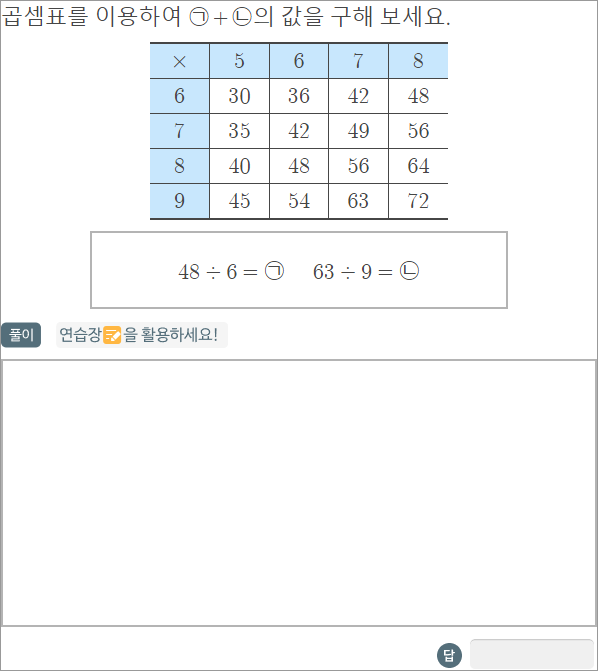 곱셈표를 이용하여 ㉠+㉡의 값을 구해 보세요.
× 5 6 7 8
6 30 36 42 48
7 35 42 49 56
8 40 48 56 64
9 45 54 63 72
48÷6=㉠ 63÷9=㉡
풀이 연습장을 활용하세요!
답